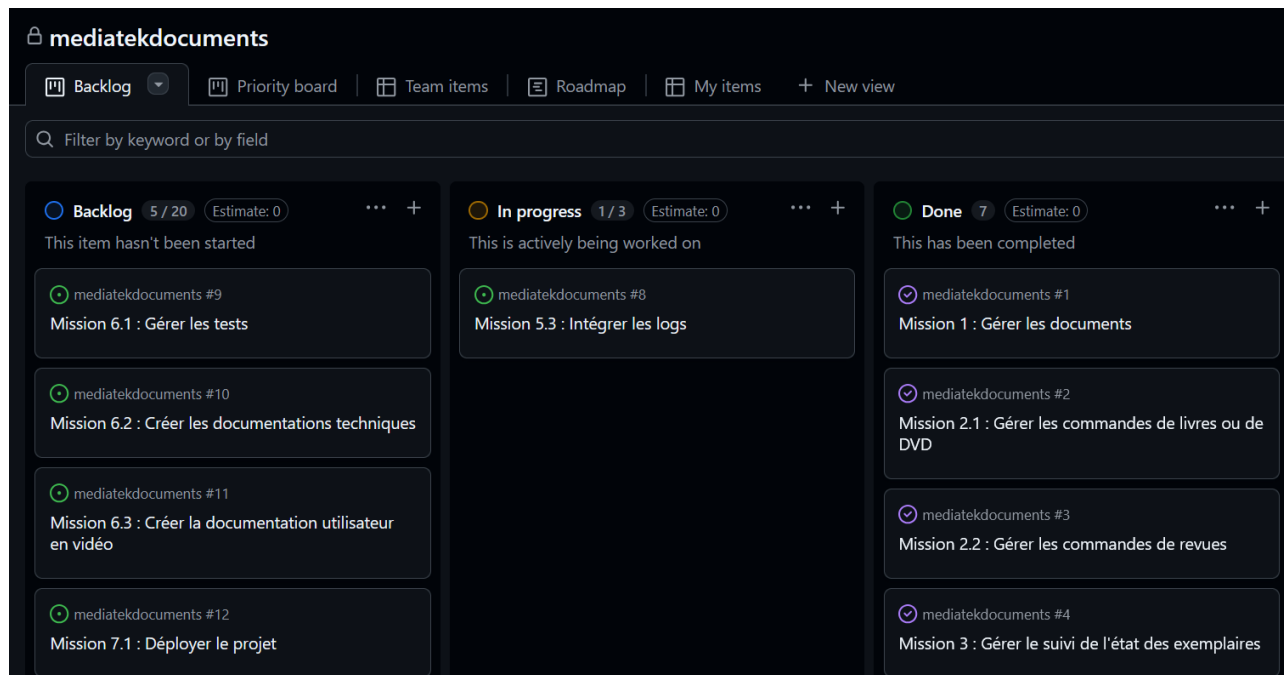 mediatekdocuments
Backlog
Priority board
Team items
Roadmap
My items
+ New view
Filter by keyword or by field
Backlog 5 / 20 Estimate: 0
This item hasn't been started
mediatekdocuments #9
Mission 6.1 : Gérer les tests
mediatekdocuments #10
Mission 6.2 : Créer les documentations techniques
mediatekdocuments #11
Mission 6.3 : Créer la documentation utilisateur
en vidéo
mediatekdocuments #12
Mission 7.1 : Déployer le projet
In progress 1 / 3 Estimate: 0
This is actively being worked on
mediatekdocuments #8
Mission 5.3 : Intégrer les logs
Done 7 Estimate: 0
This has been completed
mediatekdocuments #1
Mission 1 : Gérer les documents
mediatekdocuments #2
Mission 2.1 : Gérer les commandes de livres ou de
DVD
mediatekdocuments #3
Mission 2.2 : Gérer les commandes de revues
mediatekdocuments #4
Mission 3 : Gérer le suivi de l'état des exemplaires